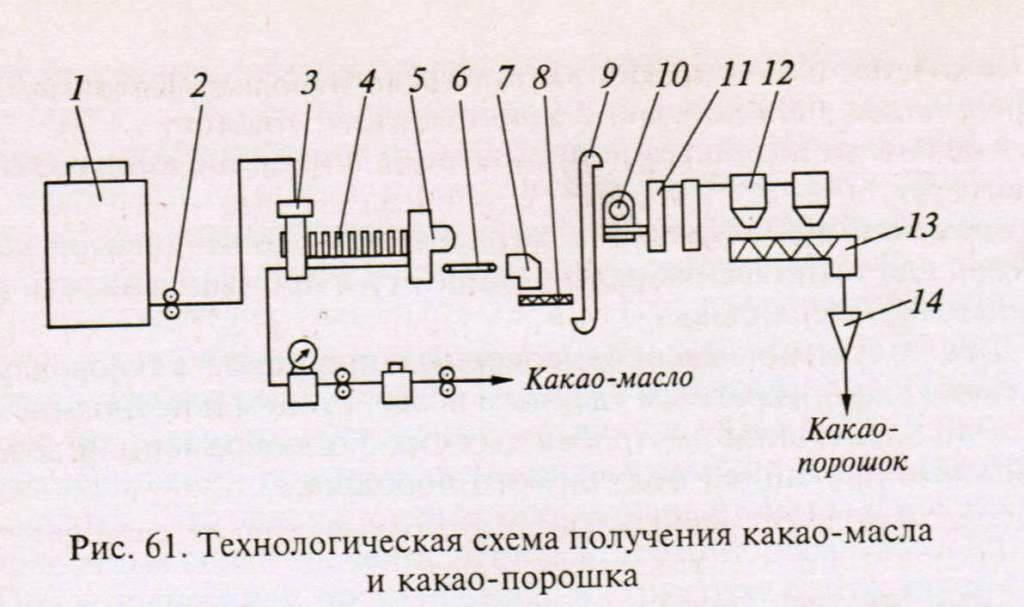 1 2 3 4 5 6 7 8 9 10 11 12
13
14
Какао-масло
Какао-
порошок
Рис. 61. Технологическая схема получения какао-масла
и какао-порошка